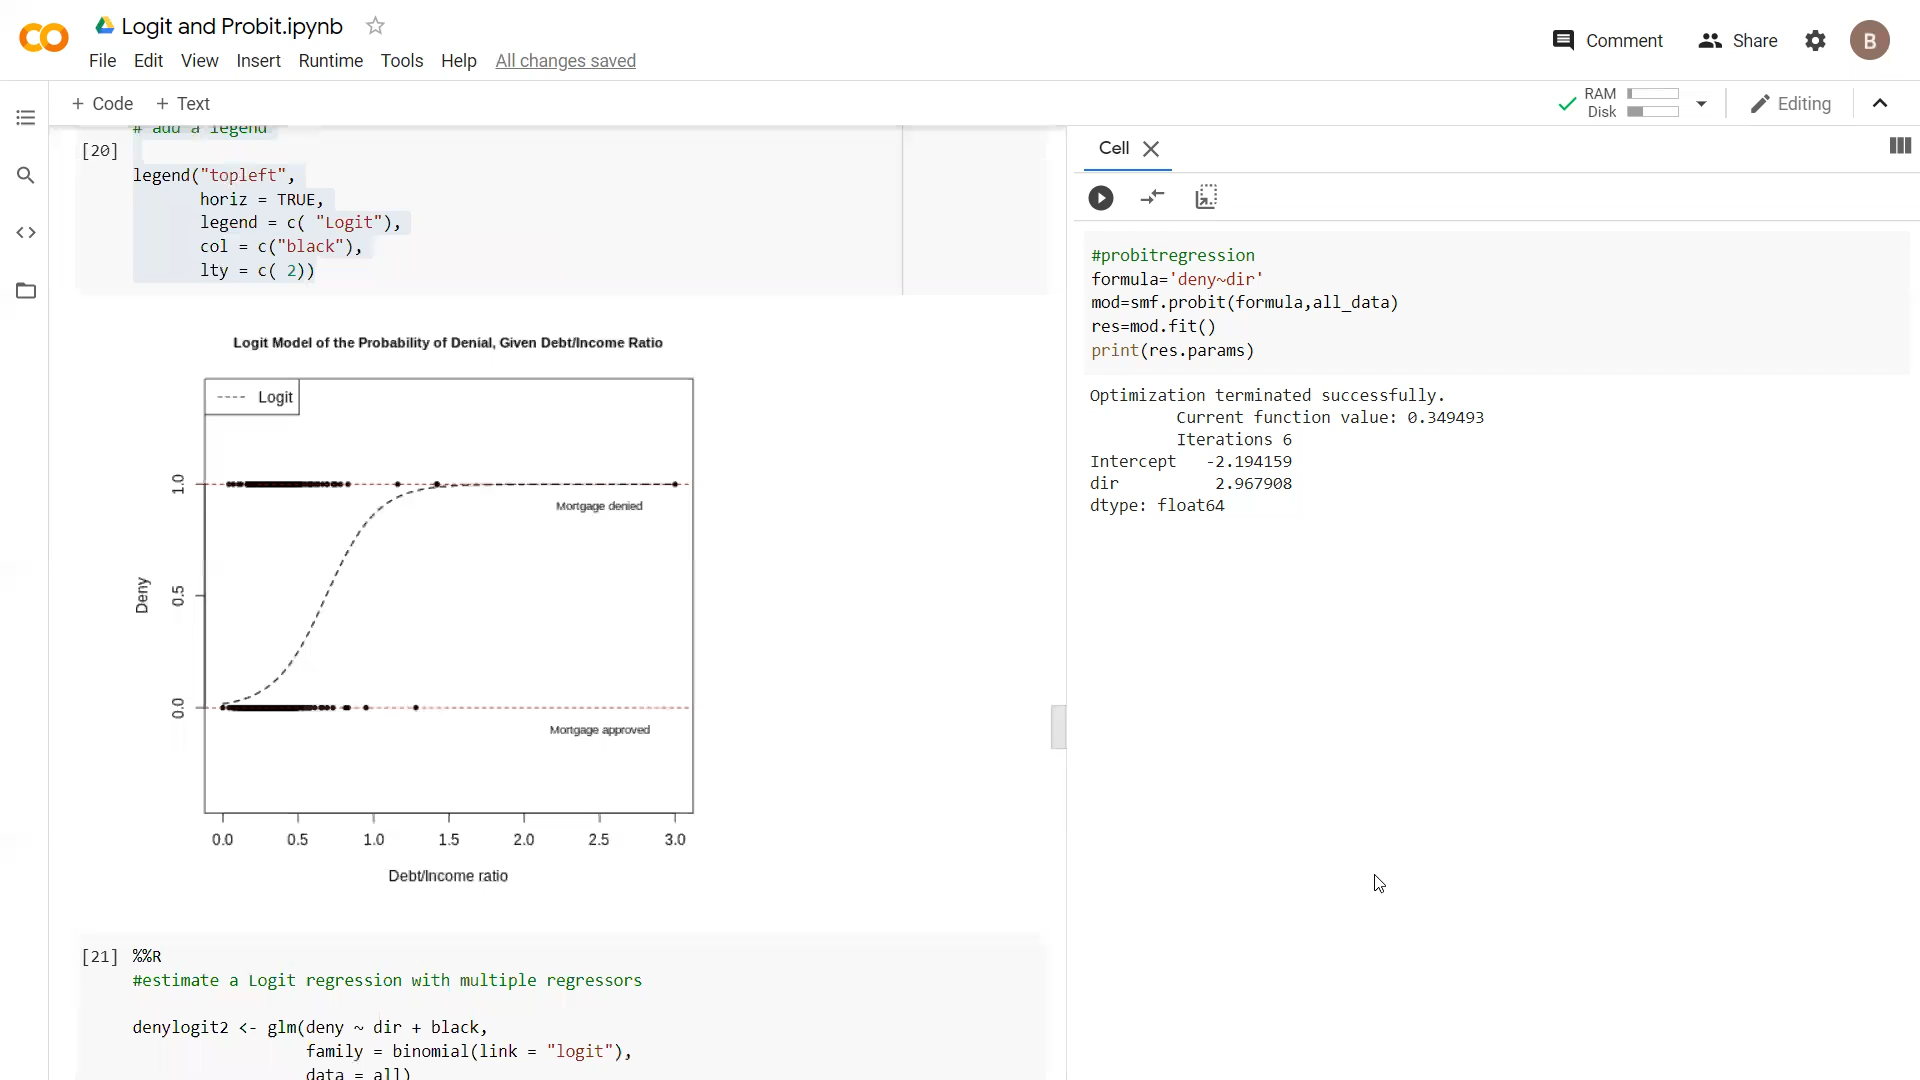 Logit and Probit.ipynb
File Edit View Insert Runtime Tools Help All changes saved
Comment Share B
+ Code + Text
RAM
Disk
Editing
# add a legend
[20]
legend("topleft",
horiz = TRUE,
legend = c( "Logit"),
col = c("black"),
lty = c( 2))
Logit Model of the Probability of Denial, Given Debt/Income Ratio
Logit
1.0
Mortgage denied
Deny
0.5
0.0
Mortgage approved
0.0 0.5 1.0 1.5 2.0 2.5 3.0
Debt/Income ratio
[21] %%R
#estimate a Logit regression with multiple regressors
denylogit2 <- glm(deny ~ dir + black,
family = binomial(link = "logit"),
data = all)
Cell
#probitregression
formula='deny~dir'
mod=smf.probit(formula,all_data)
res=mod.fit()
print(res.params)
Optimization terminated successfully.
Current function value: 0.349493
Iterations 6
Intercept -2.194159
dir 2.967908
dtype: float64